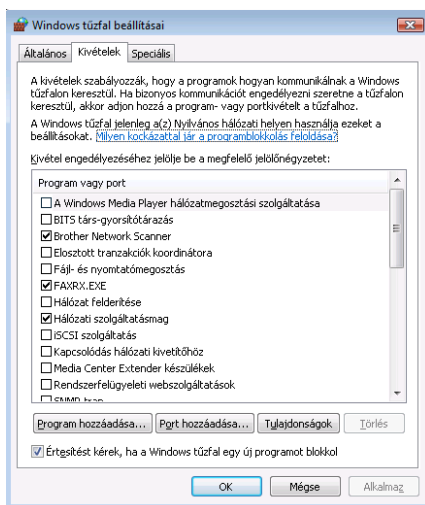 Windows tűzfal beállításai
Általános Kivételek Speciális
A kivételek szabályozzák, hogy a programok hogyan kommunikálnak a Windows
tűzfalon keresztül. Ha bizonyos kommunikációt engedélyezni szeretne a tűzfalon
keresztül, akkor adjon hozzá a program- vagy portkivételt a tűzfalhoz.
A Windows tűzfal jelenleg a(z) Nyilvános hálózati helyen használja ezeket a
beállításokat. Milyen kockázattal jár a programblokkolás feloldása?
Kivétel engedélyezéséhez jelölje be a megfelelő jelölőnégyzetet:
Program vagy port
A Windows Media Player hálózatmegosztási szolgáltatása
BITS társ-gyorsítótárazás
Brother Network Scanner
Elosztott tranzakciók koordinátora
Fájl- és nyomtatómegosztás
FAXRX.EXE
Hálózat felderítése
Hálózati szolgáltatásmag
iSCSI szolgáltatás
Kapcsolódás hálózati kivetítőhöz
Media Center Extender készülékek
Rendszerfelügyeleti webszolgáltatások
SNMP trap
Program hozzáadása... Port hozzáadása... Tulajdonságok Törlés
Értesítést kérek, ha a Windows tűzfal egy új programot blokkol
OK Mégse Alkalmaz